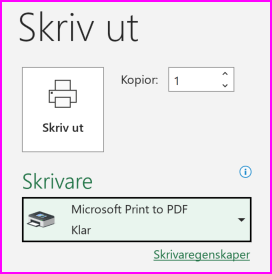 Skriv ut
Kopior: 1
Skriv ut
Skrivare
Microsoft Print to PDF
Klar
Skrivaregenskaper